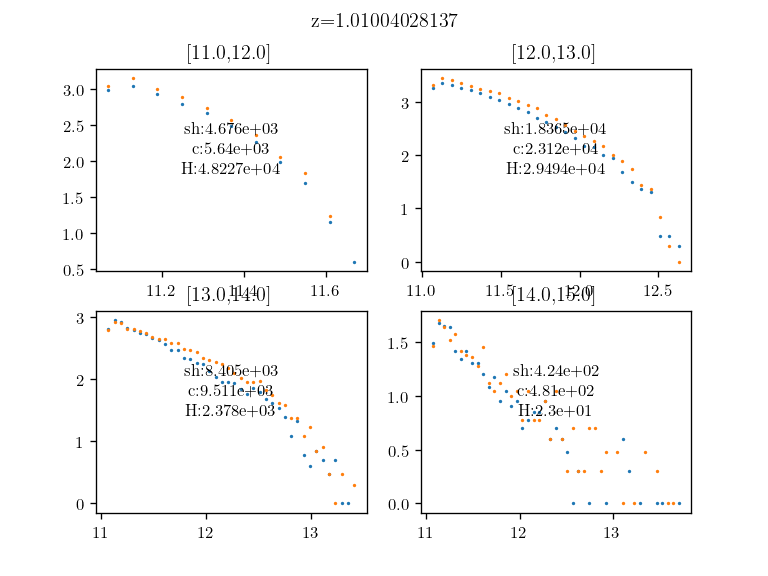 z=1.01004028137
[11.0,12.0]
3.0
2.5
2.0
1.5
1.0
0.5
sh:4.676e+03
c:5.64e+03
H:4.8227e+04
11.2
11.4
11.6
[12.0,13.0]
3
2
1
0
sh:1.8365e+04
c:2.312e+04
H:2.9494e+04
11.0
11.5
12.0
12.5
[13.0,14.0]
3
2
1
0
sh:8.405e+03
c:9.511e+03
H:2.378e+03
11
12
13
[14.0,15.0]
1.5
1.0
0.5
0.0
sh:4.24e+02
c:4.81e+02
H:2.3e+01
11
12
13